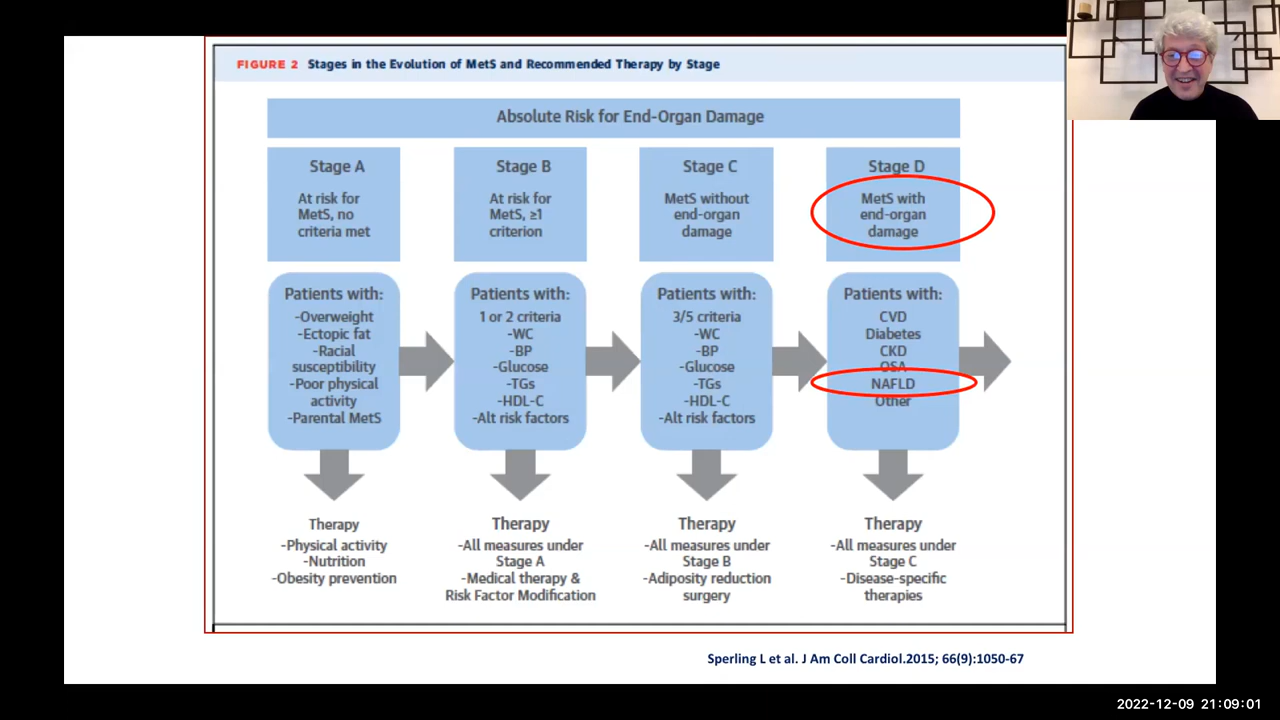 FIGURE 2 Stages in the Evolution of MetS and Recommended Therapy by Stage
Absolute Risk for End-Organ Damage
Stage A
At risk for
MetS, no
criteria met
Stage B
At risk for
MetS, ≥1
criterion
Stage C
MetS without
end-organ
damage
Stage D
MetS with
end-organ
damage
Patients with:
-Overweight
-Ectopic fat
-Racial
susceptibility
-Poor physical
activity
-Parental MetS
Patients with:
1 or 2 criteria
-WC
-BP
-Glucose
-TGs
-HDL-C
-Alt risk factors
Patients with:
3/5 criteria
-WC
-BP
-Glucose
-TGs
-HDL-C
-Alt risk factors
Patients with:
CVD
Diabetes
CKD
OSA
NAFLD
Other
Therapy
-Physical activity
-Nutrition
-Obesity prevention
Therapy
-All measures under
Stage A
-Medical therapy &
Risk Factor Modification
Therapy
-All measures under
Stage B
-Adiposity reduction
surgery
Therapy
-All measures under
Stage C
-Disease-specific
therapies
Sperling L et al. J Am Coll Cardiol.2015; 66(9):1050-67
2022-12-09 21:09:01